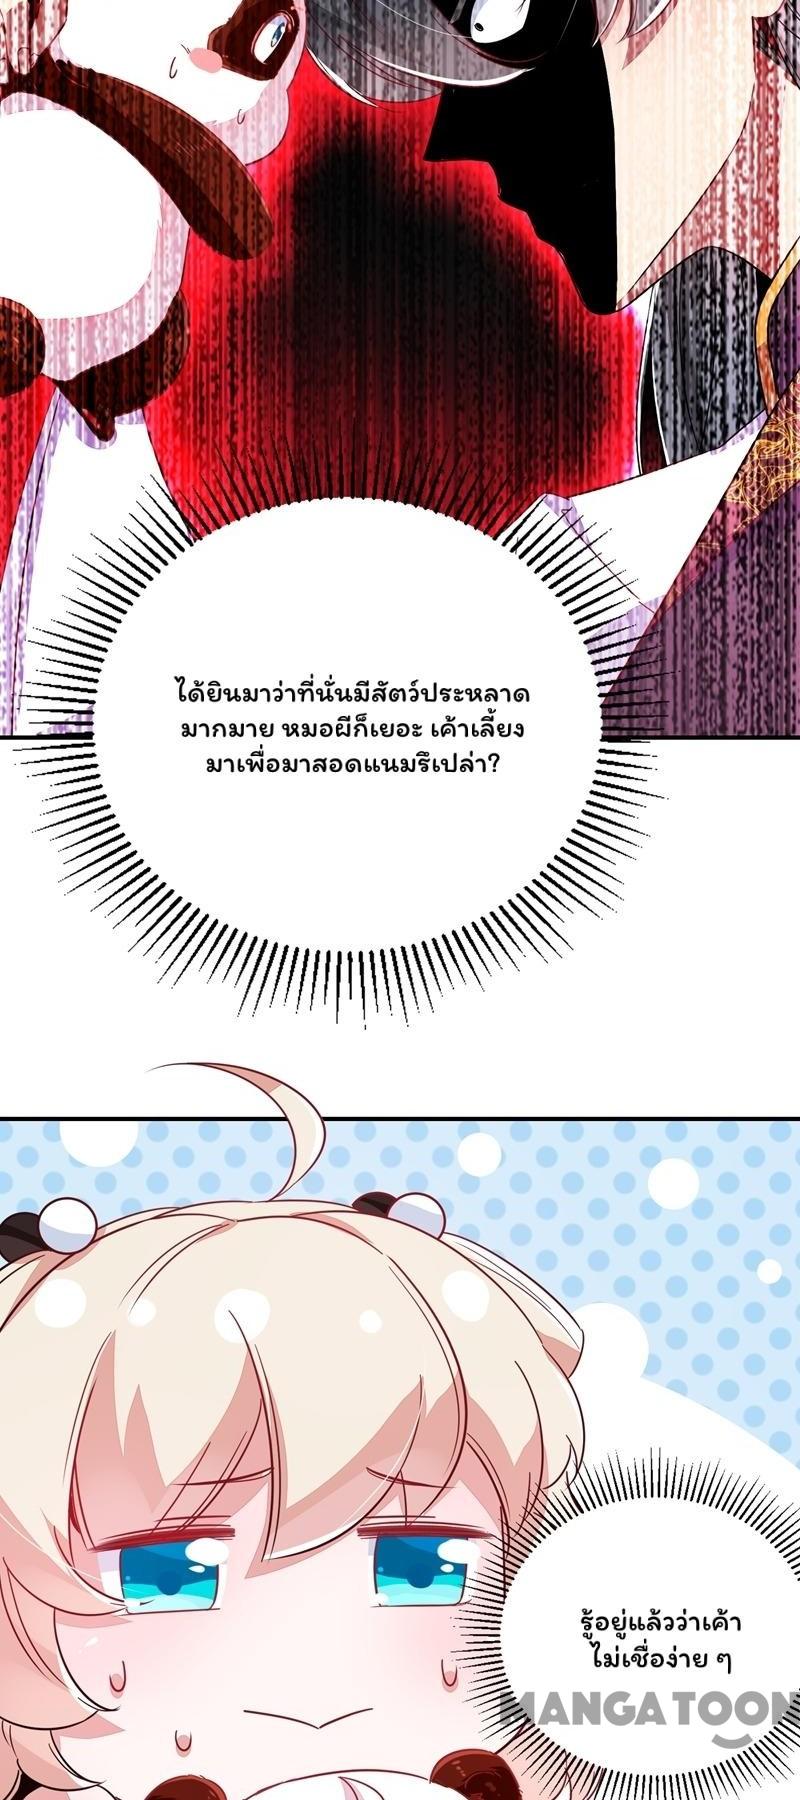 ได้ยินมาว่าที่นั่นมีสัตว์ประหลาด
มากมาย หมอผีก็เยอะ เค้าเลี้ยง
มาเพื่อมาสอดแนมรึเปล่า?
รู้อยู่แล้วว่าเค้า
ไม่เชื่อง่าย ๆ
MANGATOON